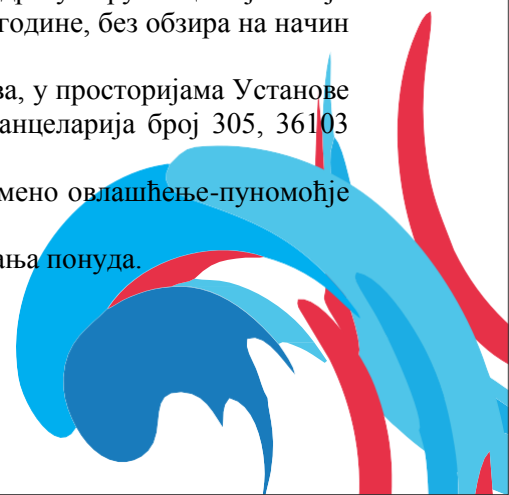 године, без обзира на начин
ва, у просторијама Установе
анцеларија број 305, 36103
мено овлашћење-пуномоћје
ања понуда.